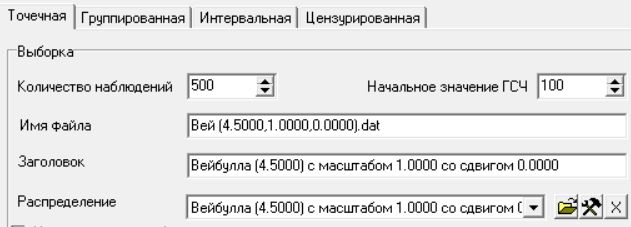 Точечная Группированная Интервальная Цензурированная
Выборка
Количество наблюдений 500 Начальное значение ГСЧ 100
Имя файла Вей (4.5000,1.0000,0.0000).dat
Заголовок Вейбулла (4.5000) с масштабом 1.0000 со сдвигом 0.0000
Распределение Вейбулла (4.5000) с масштабом 1.0000 со сдвигом